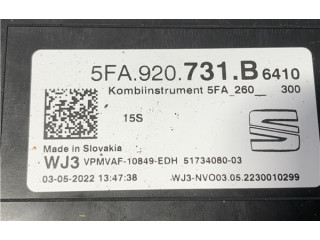 5FA.920.731.B 6410
Kombiinstrument 5FA_260__ 300
15S
Made in Slovakia
WJ3 VPMVAF-10849-EDH 51734080-03
03-05-2022 13:47:38 WJ3-NVO03.05.2230010299